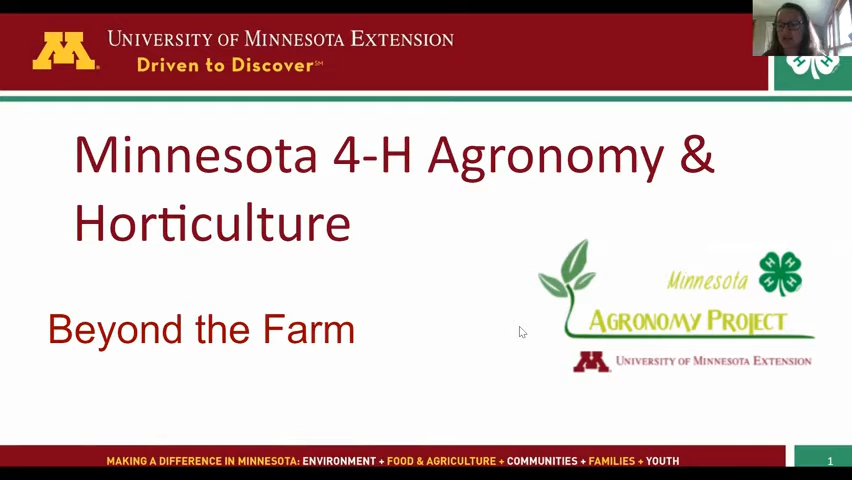 UNIVERSITY OF MINNESOTA EXTENSION
Driven to Discover℠
Minnesota 4-H Agronomy &
Horticulture
Beyond the Farm
Minnesota
H H H H
AGRONOMY PROJECT
M UNIVERSITY OF MINNESOTA EXTENSION
MAKING A DIFFERENCE IN MINNESOTA: ENVIRONMENT + FOOD & AGRICULTURE + COMMUNITIES + FAMILIES + YOUTH
1